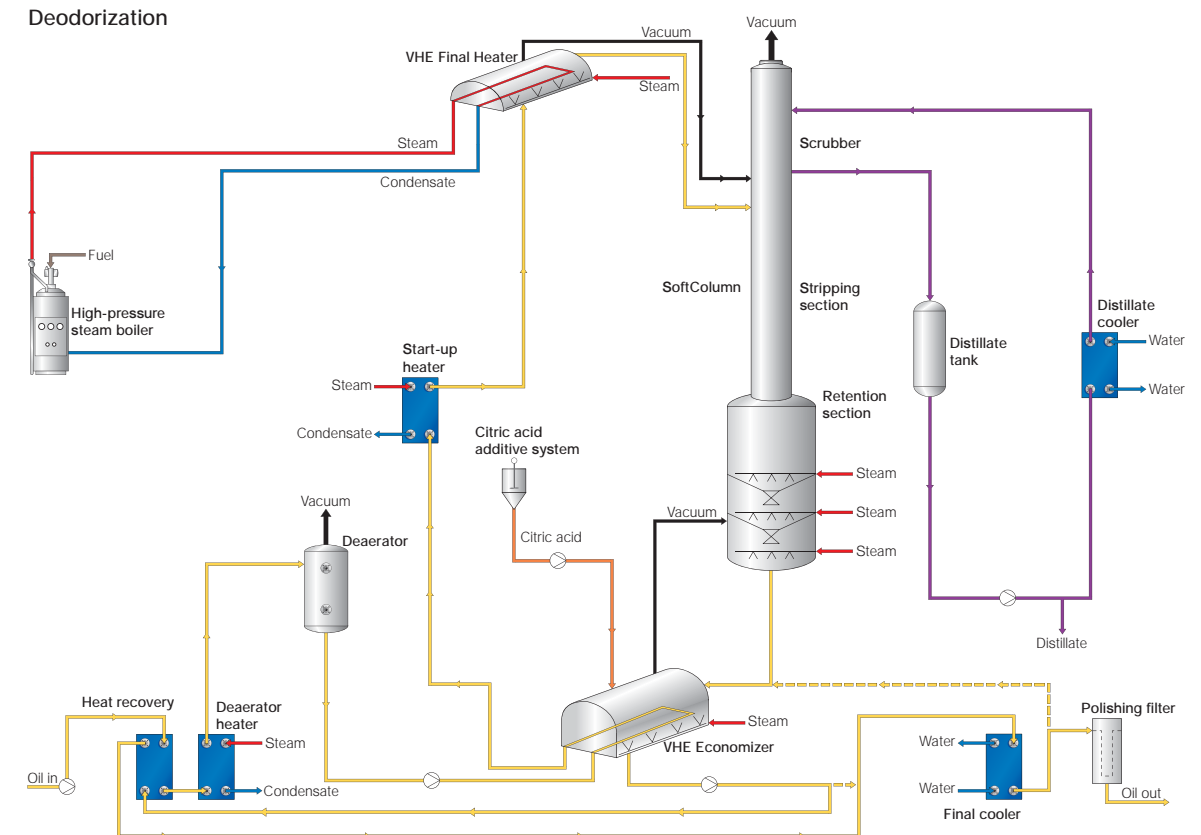 Deodorization
Vacuum
Vacuum
VHE Final Heater
Steam
Steam
Scrubber
Condensate
Fuel
SoftColumn
Stripping
section
High-pressure
steam boiler
Distillate
cooler
Water
Water
Distillate
tank
Start-up
heater
Steam
Condensate
Retention
section
Citric acid
additive system
Steam
Steam
Steam
Vacuum
Vacuum
Deaerator
Citric acid
Distillate
Heat recovery
Deaerator
heater
Steam
Condensate
Oil in
Steam
VHE Economizer
Polishing filter
Water
Water
Oil out
Final cooler